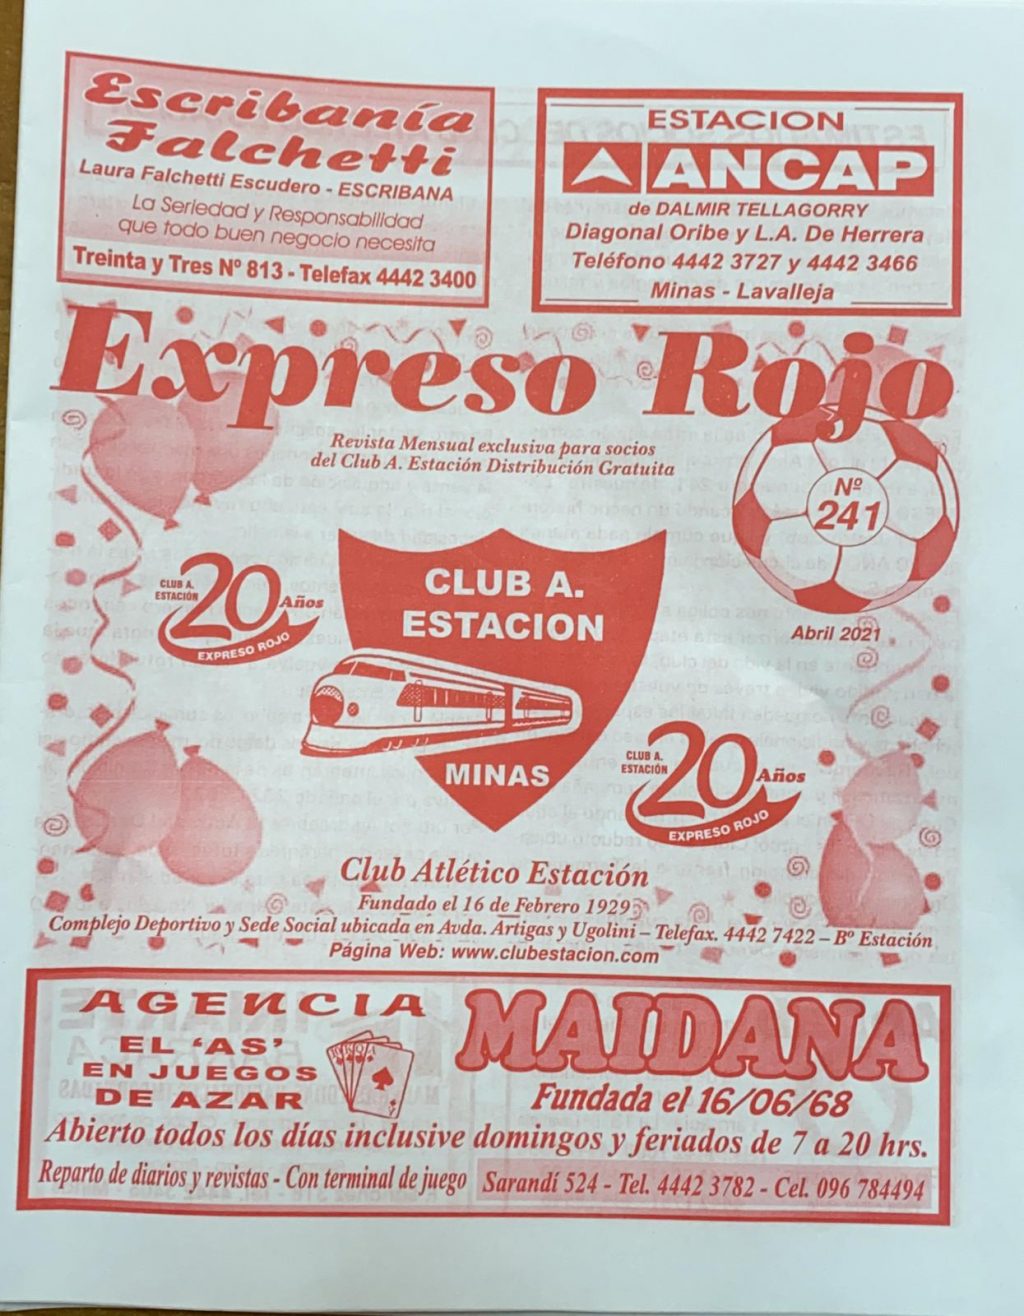 Escribanía
Falchetti
Laura Falchetti Escudero - ESCRIBANA
La Seriedad y Responsabilidad
que todo buen negocio necesita
Treinta y Tres Nº 813 - Telefax 4442 3400
ESTACION
ANCAP
de DALMIR TELLAGORRY
Diagonal Oribe y L.A. De Herrera
Teléfono 4442 3727 y 4442 3466
Minas - Lavalleja
Expreso Rojo
Revista Mensual exclusiva para socios
del Club A. Estación Distribución Gratuita
Nº
241
Abril 2021
CLUB A.
ESTACIÓN
20
Años
EXPRESO ROJO
CLUB A.
ESTACION
MINAS
CLUB A.
ESTACIÓN
20
Años
EXPRESO ROJO
Club Atlético Estación
Fundado el 16 de Febrero 1929
Complejo Deportivo y Sede Social ubicada en Avda. Artigas y Ugolini – Telefax. 4442 7422 – Bº Estación
Página Web: www.clubestacion.com
AGENCIA
EL ‘AS’
EN JUEGOS
DE AZAR
MAIDANA
Fundada el 16/06/68
Abierto todos los días inclusive domingos y feriados de 7 a 20 hrs.
Reparto de diarios y revistas - Con terminal de juego
Sarandí 524 - Tel. 4442 3782 - Cel. 096 784494